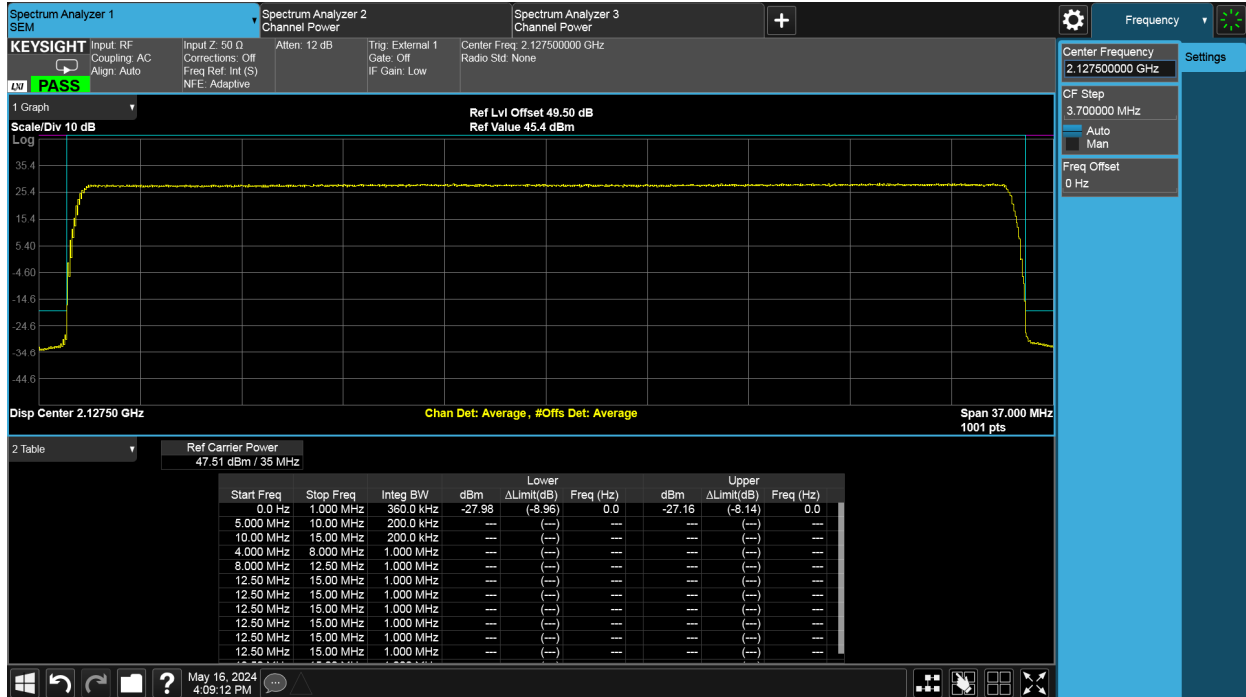 Spectrum Analyzer 1
SEM
Spectrum Analyzer 2
Channel Power
Spectrum Analyzer 3
Channel Power
Frequency
KEYSIGHT
LXI
PASS
Input: RF
Coupling: AC
Align: Auto
Input Z: 50 Ω
Corrections: Off
Freq Ref: Int (S)
NFE: Adaptive
Atten: 12 dB
Trig: External 1
Gate: Off
IF Gain: Low
Center Freq: 2.127500000 GHz
Radio Std: None
Center Frequency
2.127500000 GHz
Settings
CF Step
3.700000 MHz
Auto
Man
Freq Offset
0 Hz
1 Graph
Scale/Div 10 dB
Ref Lvl Offset 49.50 dB
Ref Value 45.4 dBm
Log
35.4
25.4
15.4
5.40
-4.60
-14.6
-24.6
-34.6
-44.6
Disp Center 2.12750 GHz
Chan Det: Average, #Offs Det: Average
Span 37.000 MHz
1001 pts
2 Table
Ref Carrier Power
47.51 dBm / 35 MHz
Lower Upper
Start Freq Stop Freq Integ BW dBm ΔLimit(dB) Freq (Hz) dBm ΔLimit(dB) Freq (Hz)
0.0 Hz 1.000 MHz 360.0 kHz -27.98 (-8.96) 0.0 -27.16 (-8.14) 0.0
5.000 MHz 10.00 MHz 200.0 kHz --- (---) --- --- (---) ---
10.00 MHz 15.00 MHz 200.0 kHz --- (---) --- --- (---) ---
4.000 MHz 8.000 MHz 1.000 MHz --- (---) --- --- (---) ---
8.000 MHz 12.50 MHz 1.000 MHz --- (---) --- --- (---) ---
12.50 MHz 15.00 MHz 1.000 MHz --- (---) --- --- (---) ---
12.50 MHz 15.00 MHz 1.000 MHz --- (---) --- --- (---) ---
12.50 MHz 15.00 MHz 1.000 MHz --- (---) --- --- (---) ---
12.50 MHz 15.00 MHz 1.000 MHz --- (---) --- --- (---) ---
12.50 MHz 15.00 MHz 1.000 MHz --- (---) --- --- (---) ---
12.50 MHz 15.00 MHz 1.000 MHz --- (---) --- --- (---) ---
?
May 16, 2024
4:09:12 PM